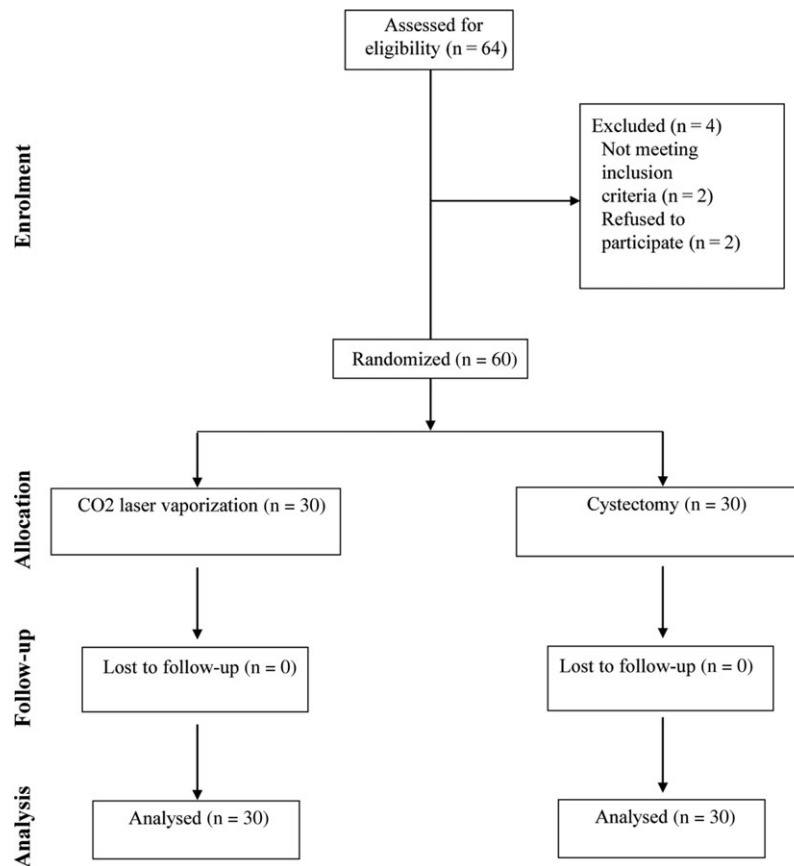 Assessed for
eligibility (n = 64)
Enrolment
Excluded (n = 4)
Not meeting
inclusion
criteria (n = 2)
Refused to
participate (n = 2)
Randomized (n = 60)
Allocation
CO2 laser vaporization (n = 30)
Cystectomy (n = 30)
Follow-up
Lost to follow-up (n = 0)
Lost to follow-up (n = 0)
Analysis
Analysed (n = 30)
Analysed (n = 30)